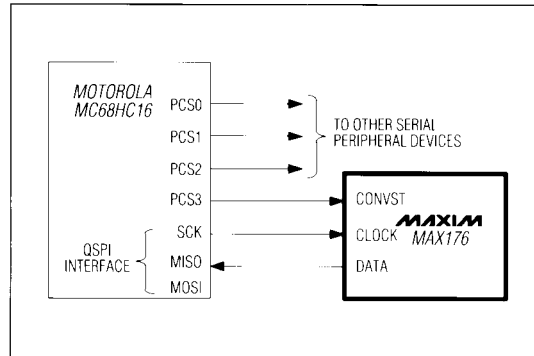 MOTOROLA
MC68HC16
PCS0
PCS1
PCS2
TO OTHER SERIAL
PERIPHERAL DEVICES
PCS3
SCK
QSPI
INTERFACE
MISO
MOSI
CONVST
MAXIM
CLOCK
MAX176
DATA